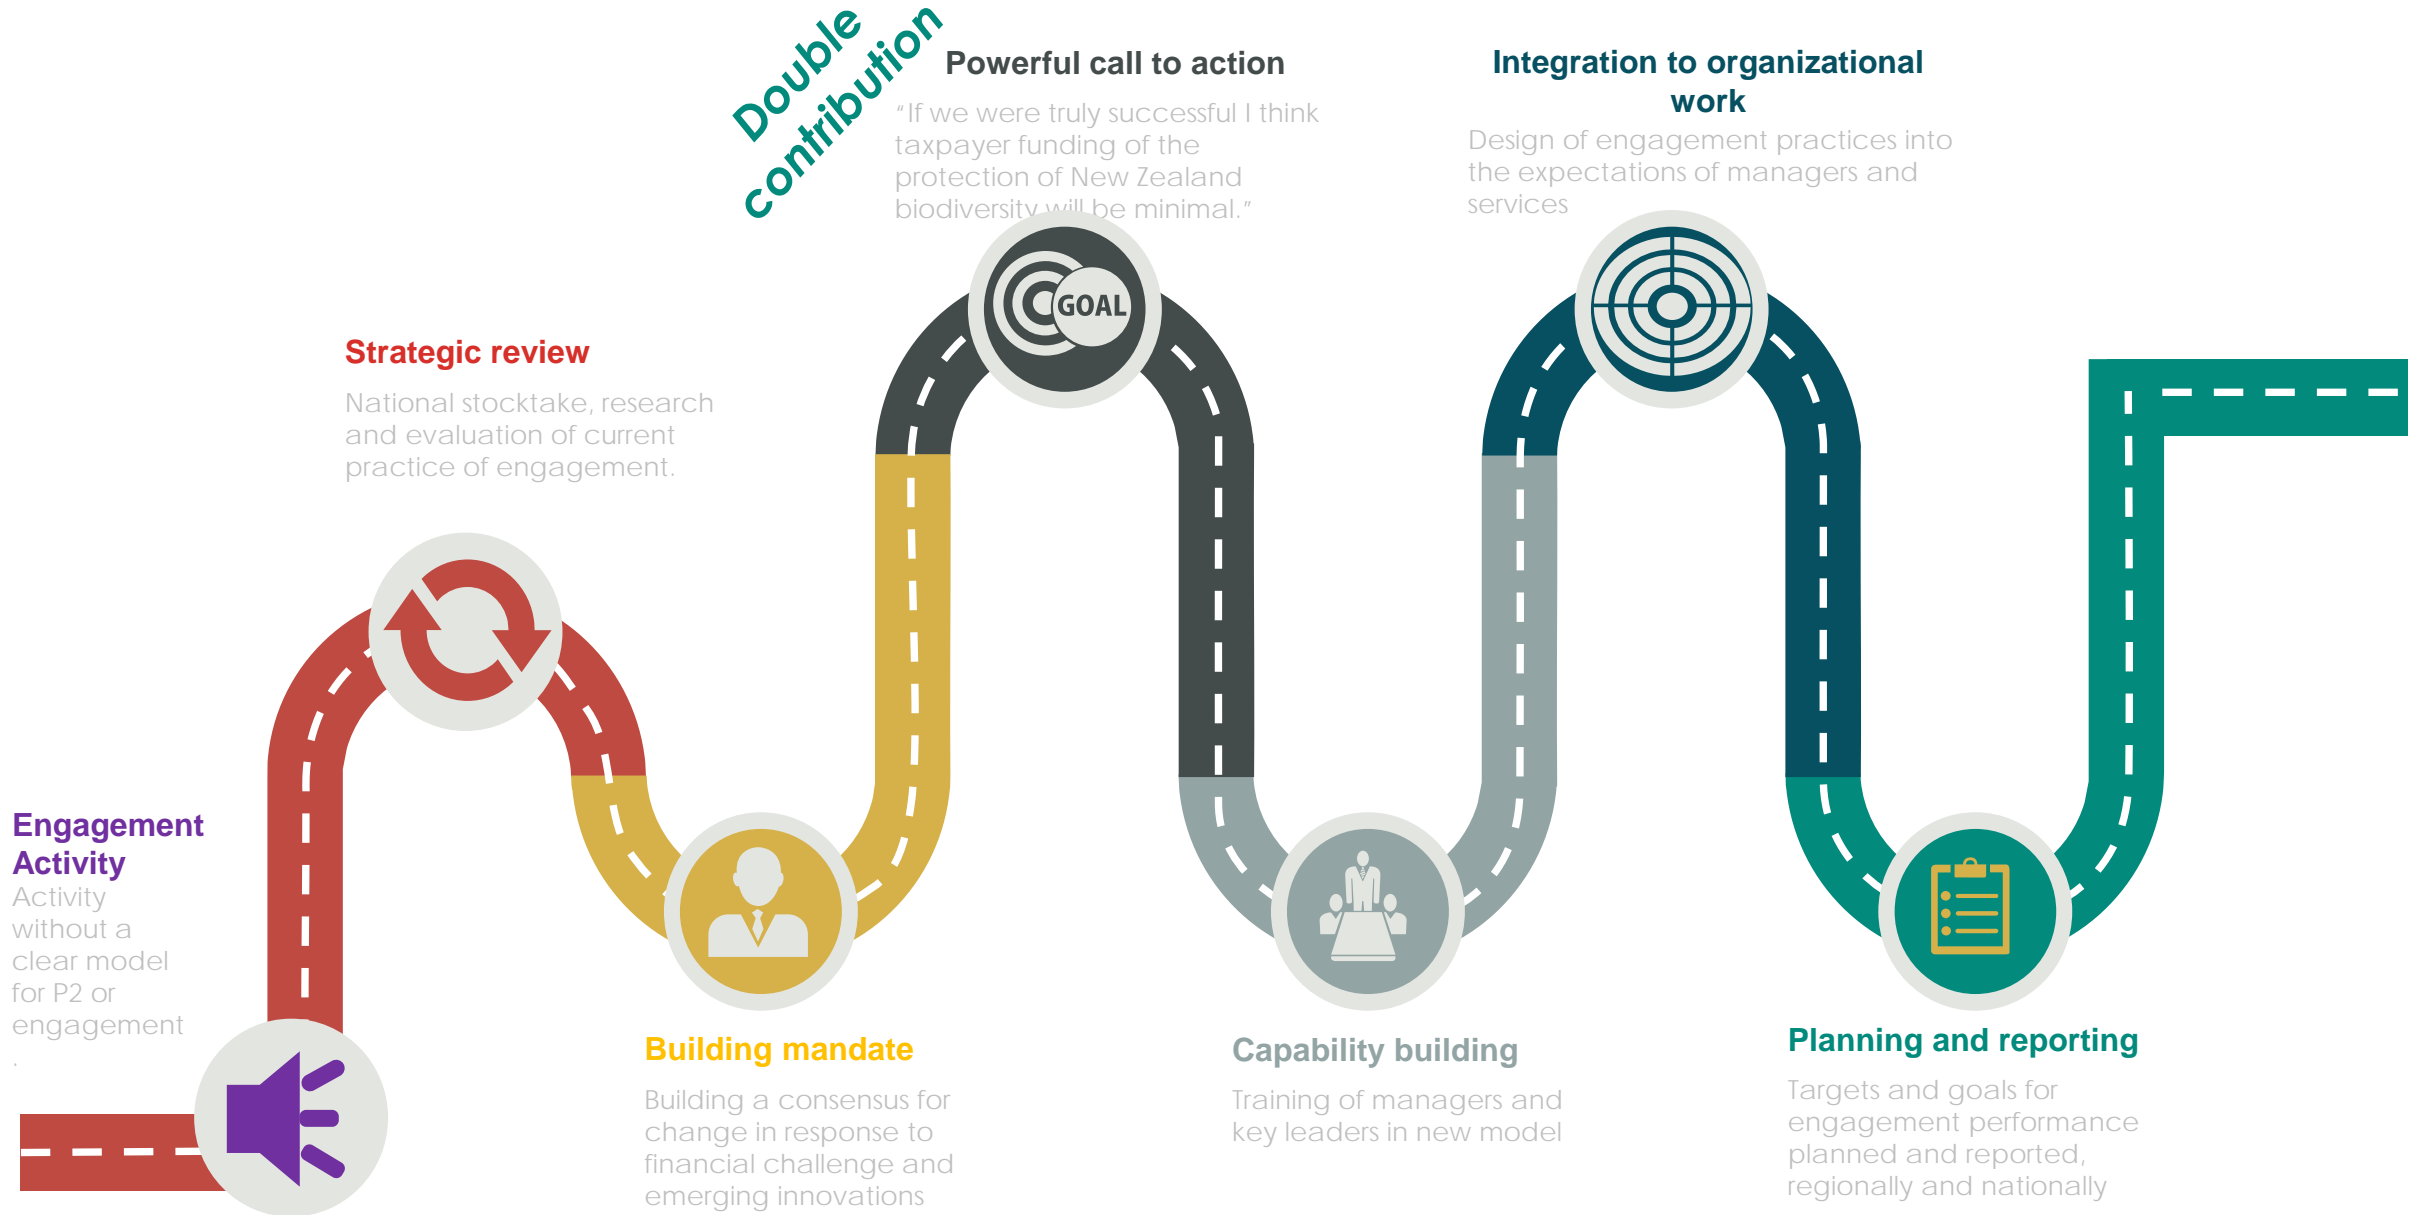 Double
contribution
Powerful call to action
"If we were truly successful I think
taxpayer funding of the
protection of New Zealand
biodiversity will be minimal."
GOAL
Integration to organizational
work
Design of engagement practices into
the expectations of managers and
services
Strategic review
National stocktake, research
and evaluation of current
practice of engagement.
Engagement
Activity
Activity
without a
clear model
for P2 or
engagement
.
Building mandate
Building a consensus for
change in response to
financial challenge and
emerging innovations
Capability building
Training of managers and
key leaders in new model
Planning and reporting
Targets and goals for
engagement performance
planned and reported,
regionally and nationally